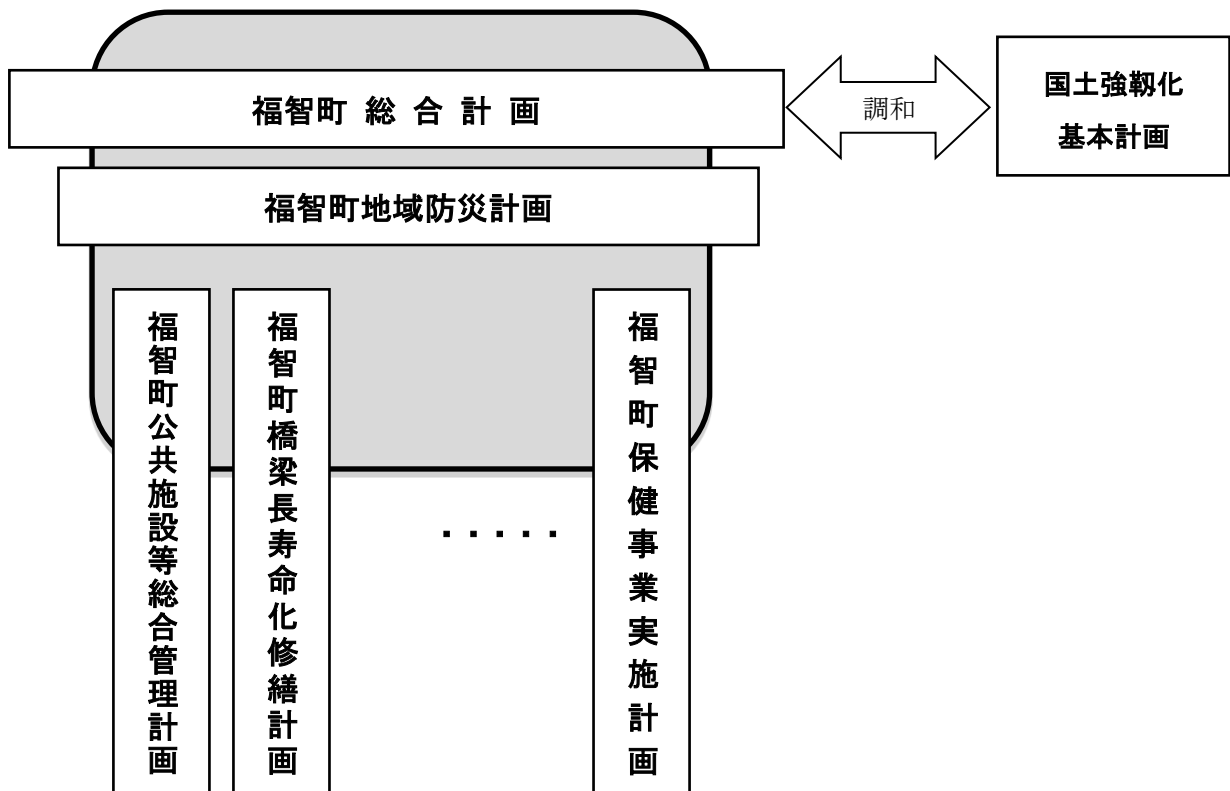 福智町 総 合 計 画
調和
国土強靱化
基本計画
福智町地域防災計画
福智町公共施設等総合管理計画
福智町橋梁長寿命化修繕計画
・・・・・
福智町保健事業実施計画